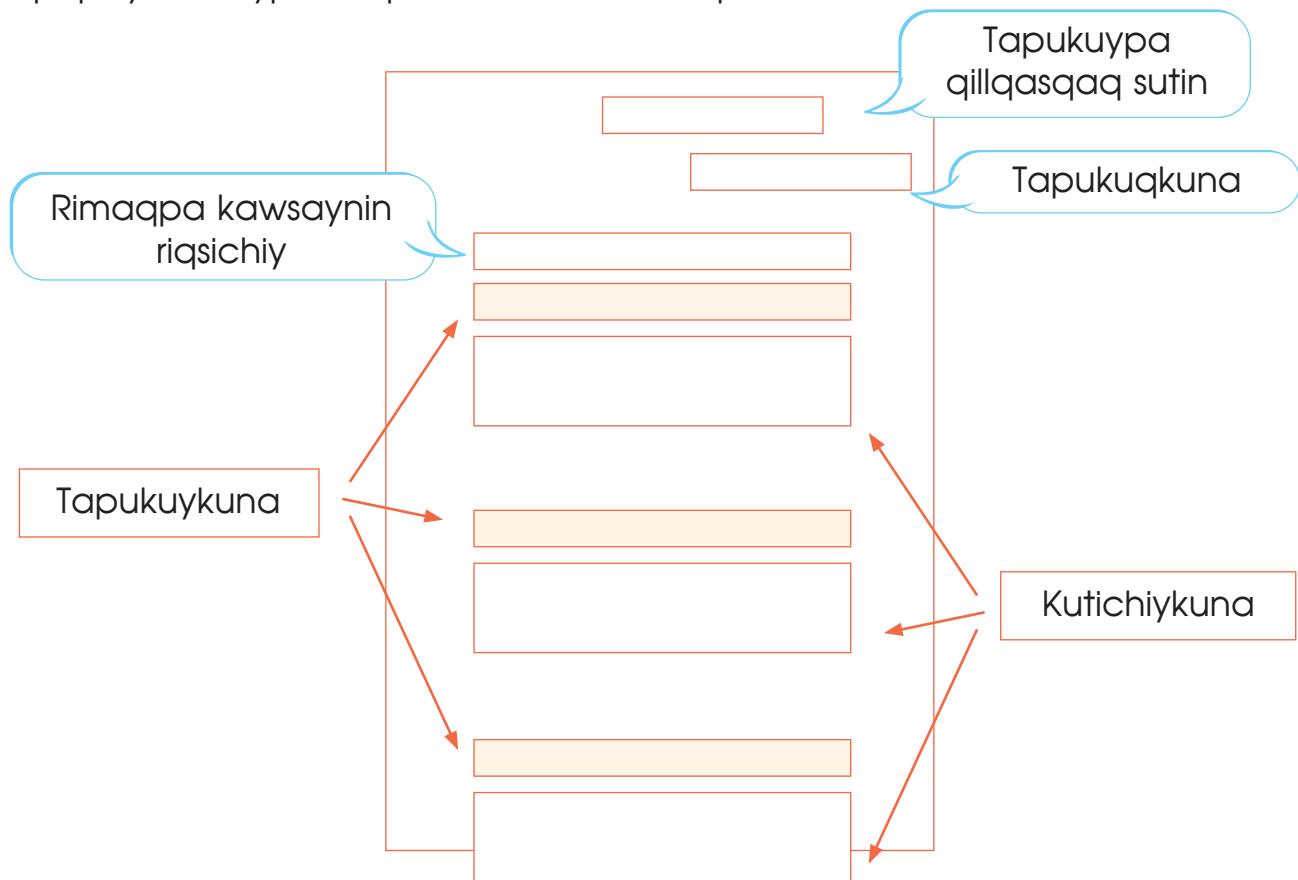 Tapukuypa
qillqasqaq sutin
Tapukuqkuna
Rimaqpa kawsaynin
riqsichiy
Tapukuykuna
Kutichiykuna